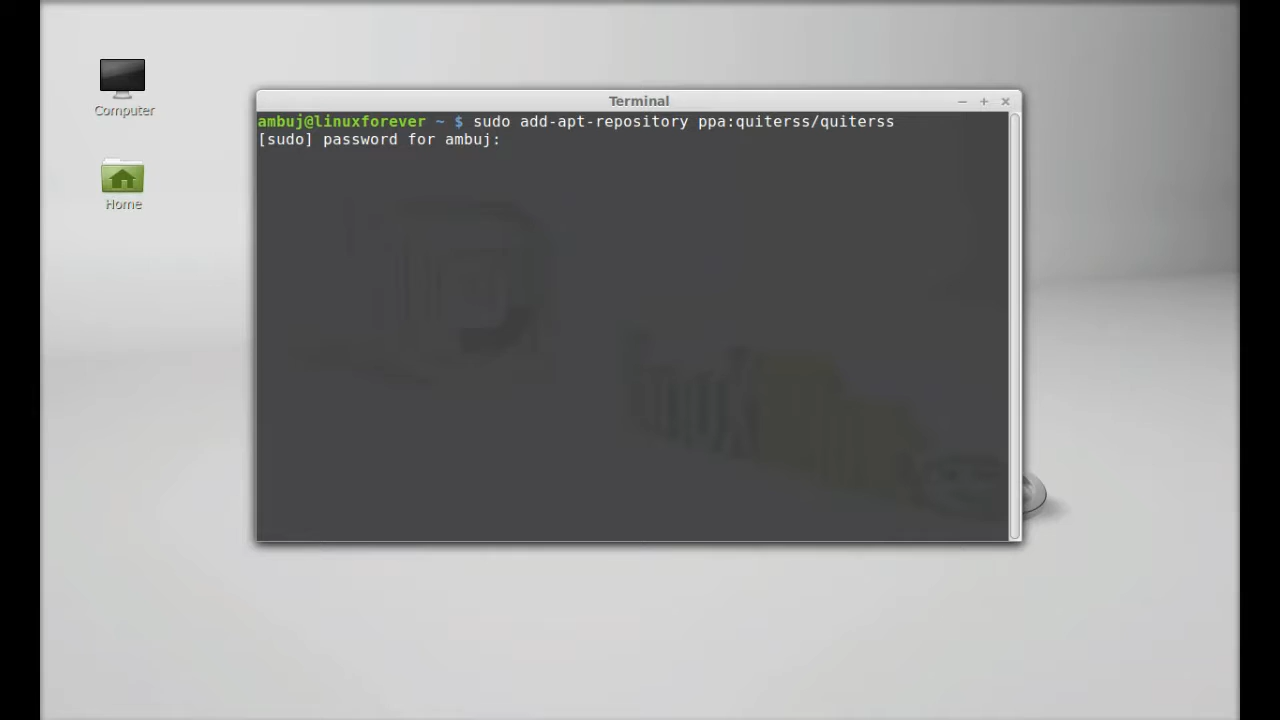 Computer
Home
Terminal
ambuj@linuxforever ~ $ sudo add-apt-repository ppa:quiterss/quiterss
[sudo] password for ambuj: